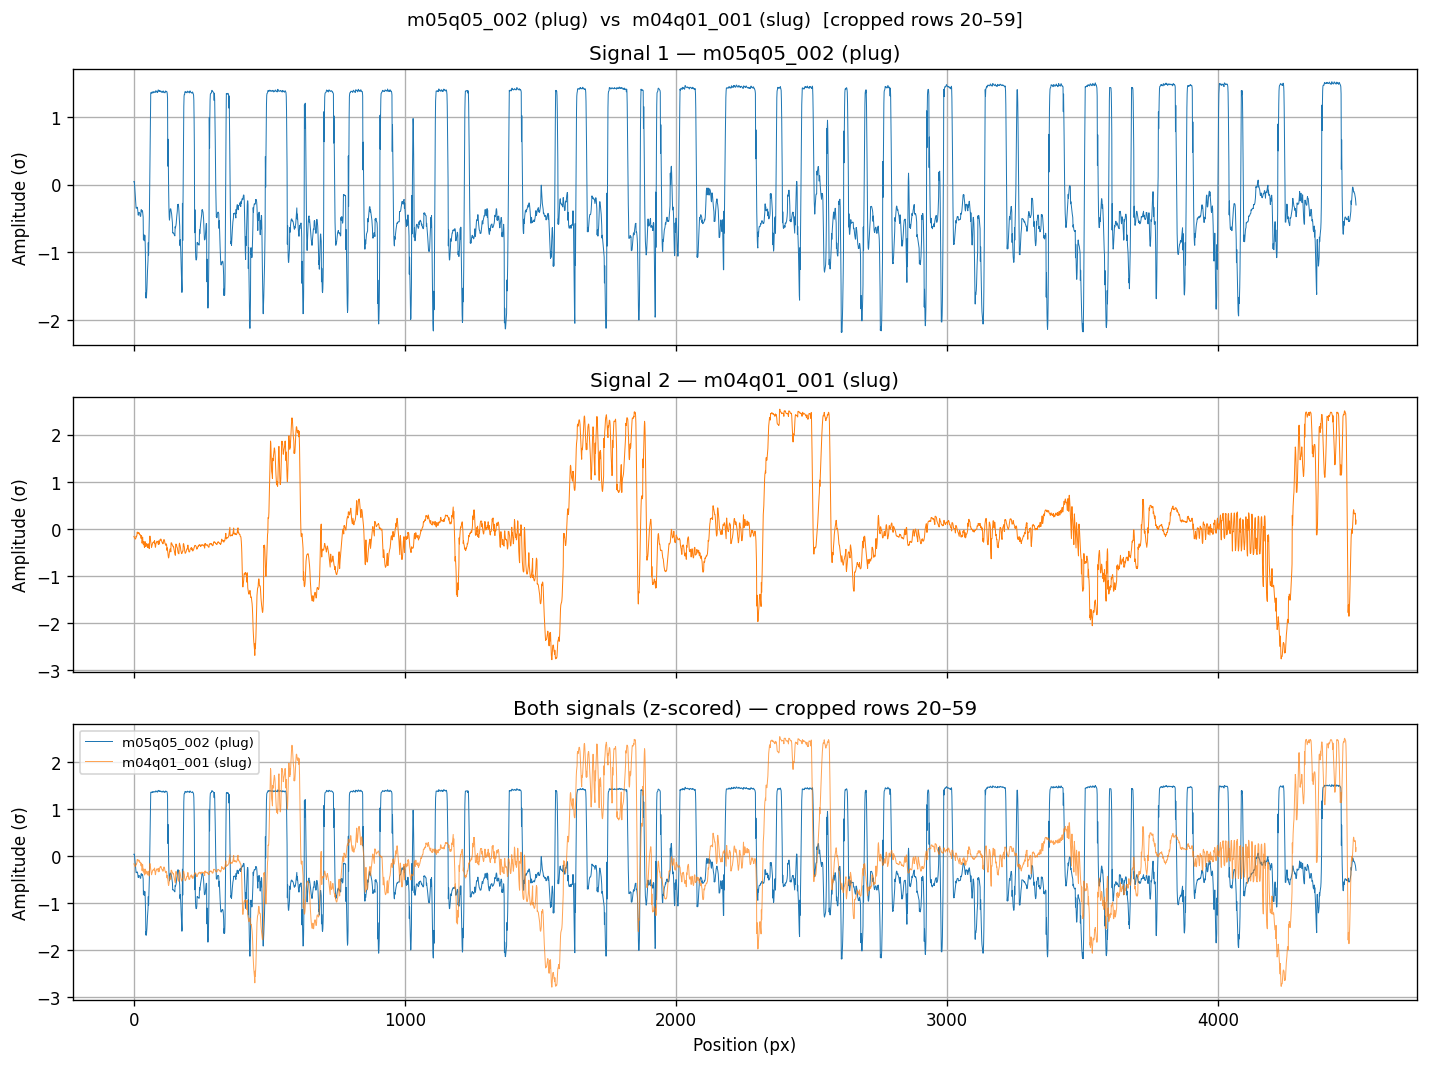 m05q05_002 (plug)  vs  m04q01_001 (slug)  [cropped rows 20–59]
Signal 1 — m05q05_002 (plug)
Amplitude (σ)
1
0
−1
−2
Signal 2 — m04q01_001 (slug)
Amplitude (σ)
2
1
0
−1
−2
−3
Both signals (z-scored) — cropped rows 20–59
m05q05_002 (plug)
m04q01_001 (slug)
Amplitude (σ)
2
1
0
−1
−2
−3
0 1000 2000 3000 4000
Position (px)